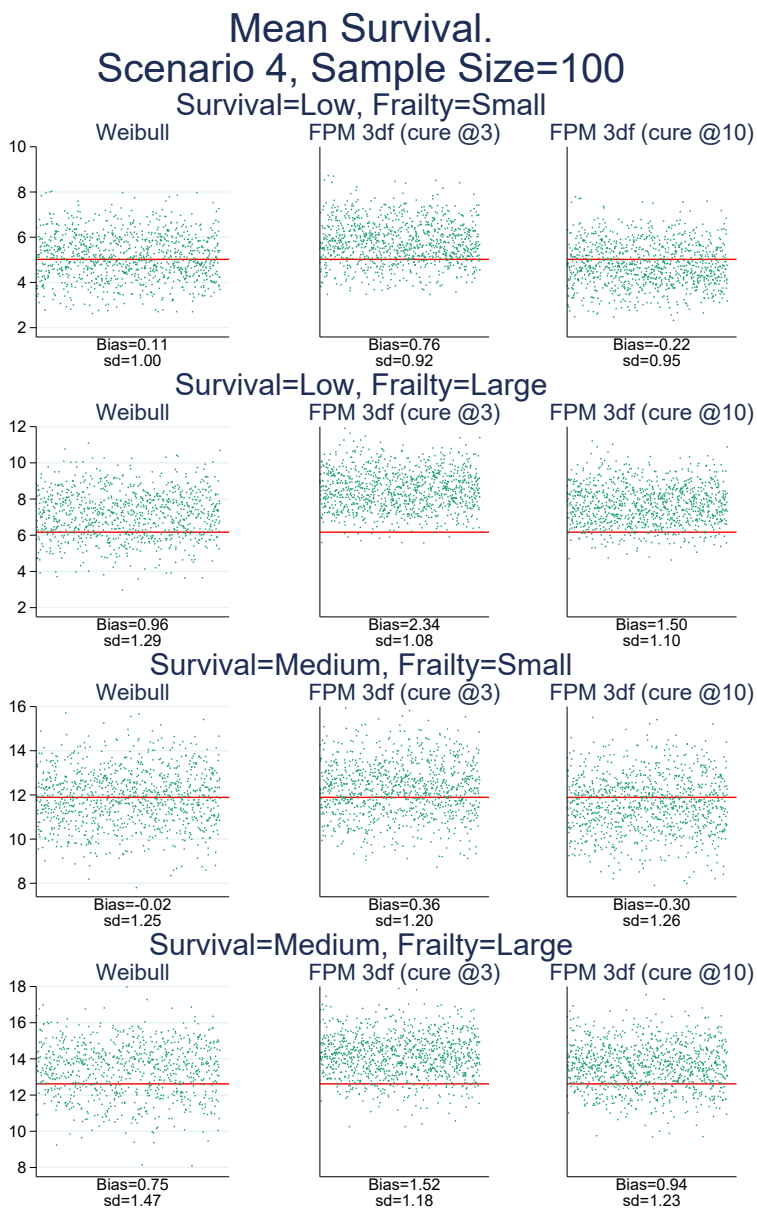 Mean Survival.
Scenario 4, Sample Size=100
Survival=Low, Frailty=Small
Weibull
FPM 3df (cure @3)
FPM 3df (cure @10)
10
8
6
4
2
Bias=0.11
sd=1.00
Bias=0.76
sd=0.92
Bias=-0.22
sd=0.95
Survival=Low, Frailty=Large
Weibull
FPM 3df (cure @3)
FPM 3df (cure @10)
12
10
8
6
4
2
Bias=0.96
sd=1.29
Bias=2.34
sd=1.08
Bias=1.50
sd=1.10
Survival=Medium, Frailty=Small
Weibull
FPM 3df (cure @3)
FPM 3df (cure @10)
16
14
12
10
8
Bias=-0.02
sd=1.25
Bias=0.36
sd=1.20
Bias=-0.30
sd=1.26
Survival=Medium, Frailty=Large
Weibull
FPM 3df (cure @3)
FPM 3df (cure @10)
18
16
14
12
10
8
Bias=0.75
sd=1.47
Bias=1.52
sd=1.18
Bias=0.94
sd=1.23